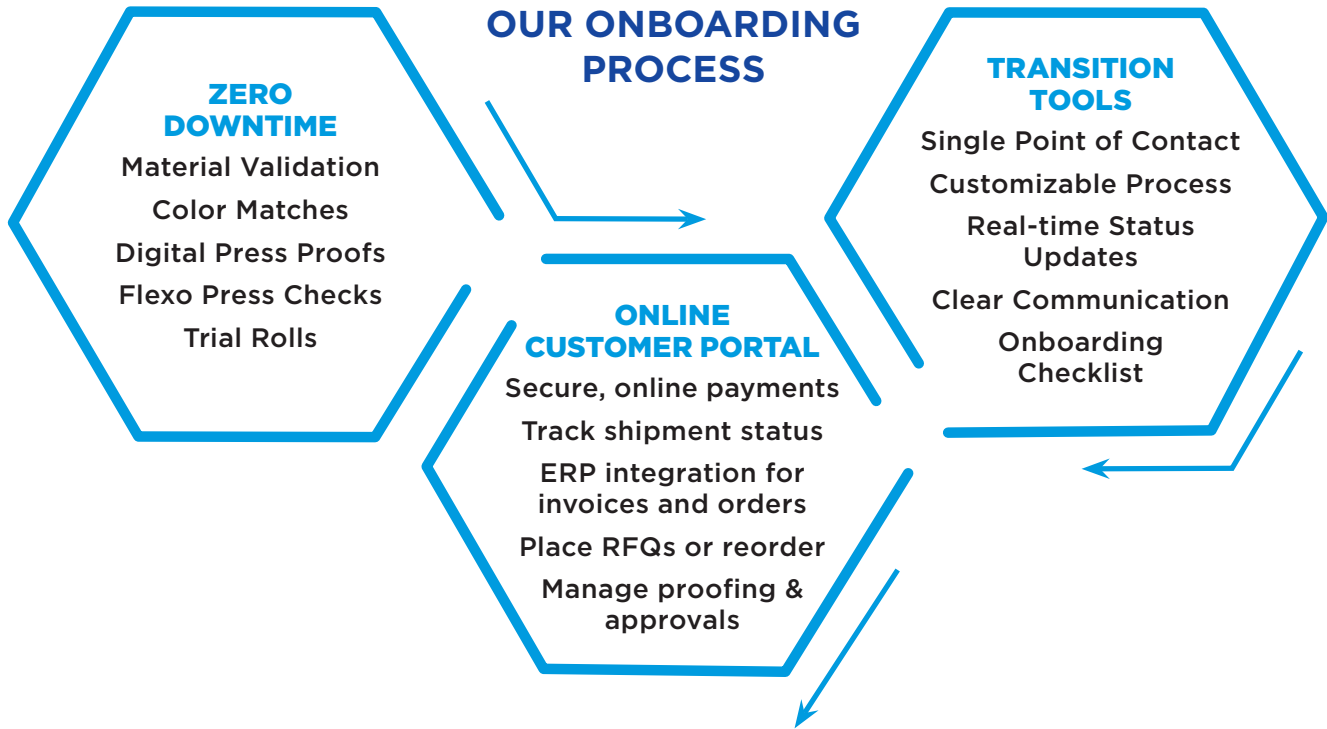 OUR ONBOARDING
PROCESS
ZERO
DOWNTIME
Material Validation
Color Matches
Digital Press Proofs
Flexo Press Checks
Trial Rolls
TRANSITION
TOOLS
Single Point of Contact
Customizable Process
Real-time Status
Updates
Clear Communication
Onboarding
Checklist
ONLINE
CUSTOMER PORTAL
Secure, online payments
Track shipment status
ERP integration for
invoices and orders
Place RFQs or reorder
Manage proofing &
approvals